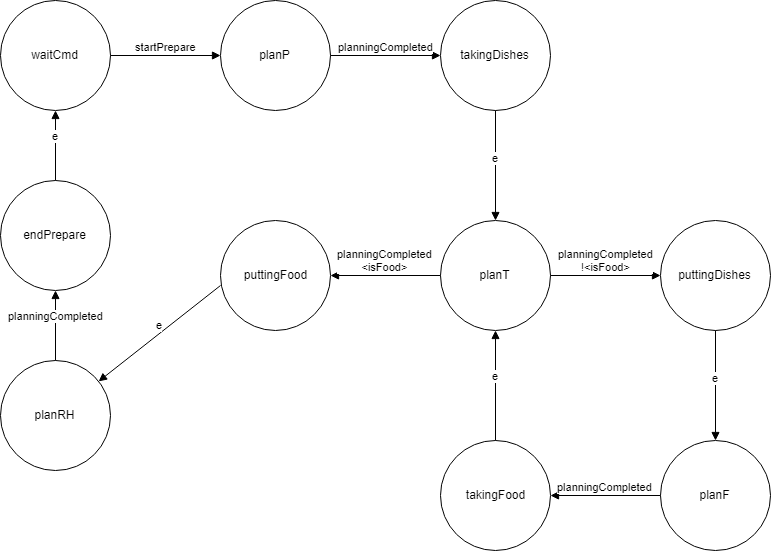 waitCmd
startPrepare
planP
planningCompleted
takingDishes
e
e
endPrepare
puttingFood
planningCompleted
<isFood>
planT
planningCompleted
!<isFood>
puttingDishes
planningCompleted
e
e
e
planRH
takingFood
planningCompleted
planF